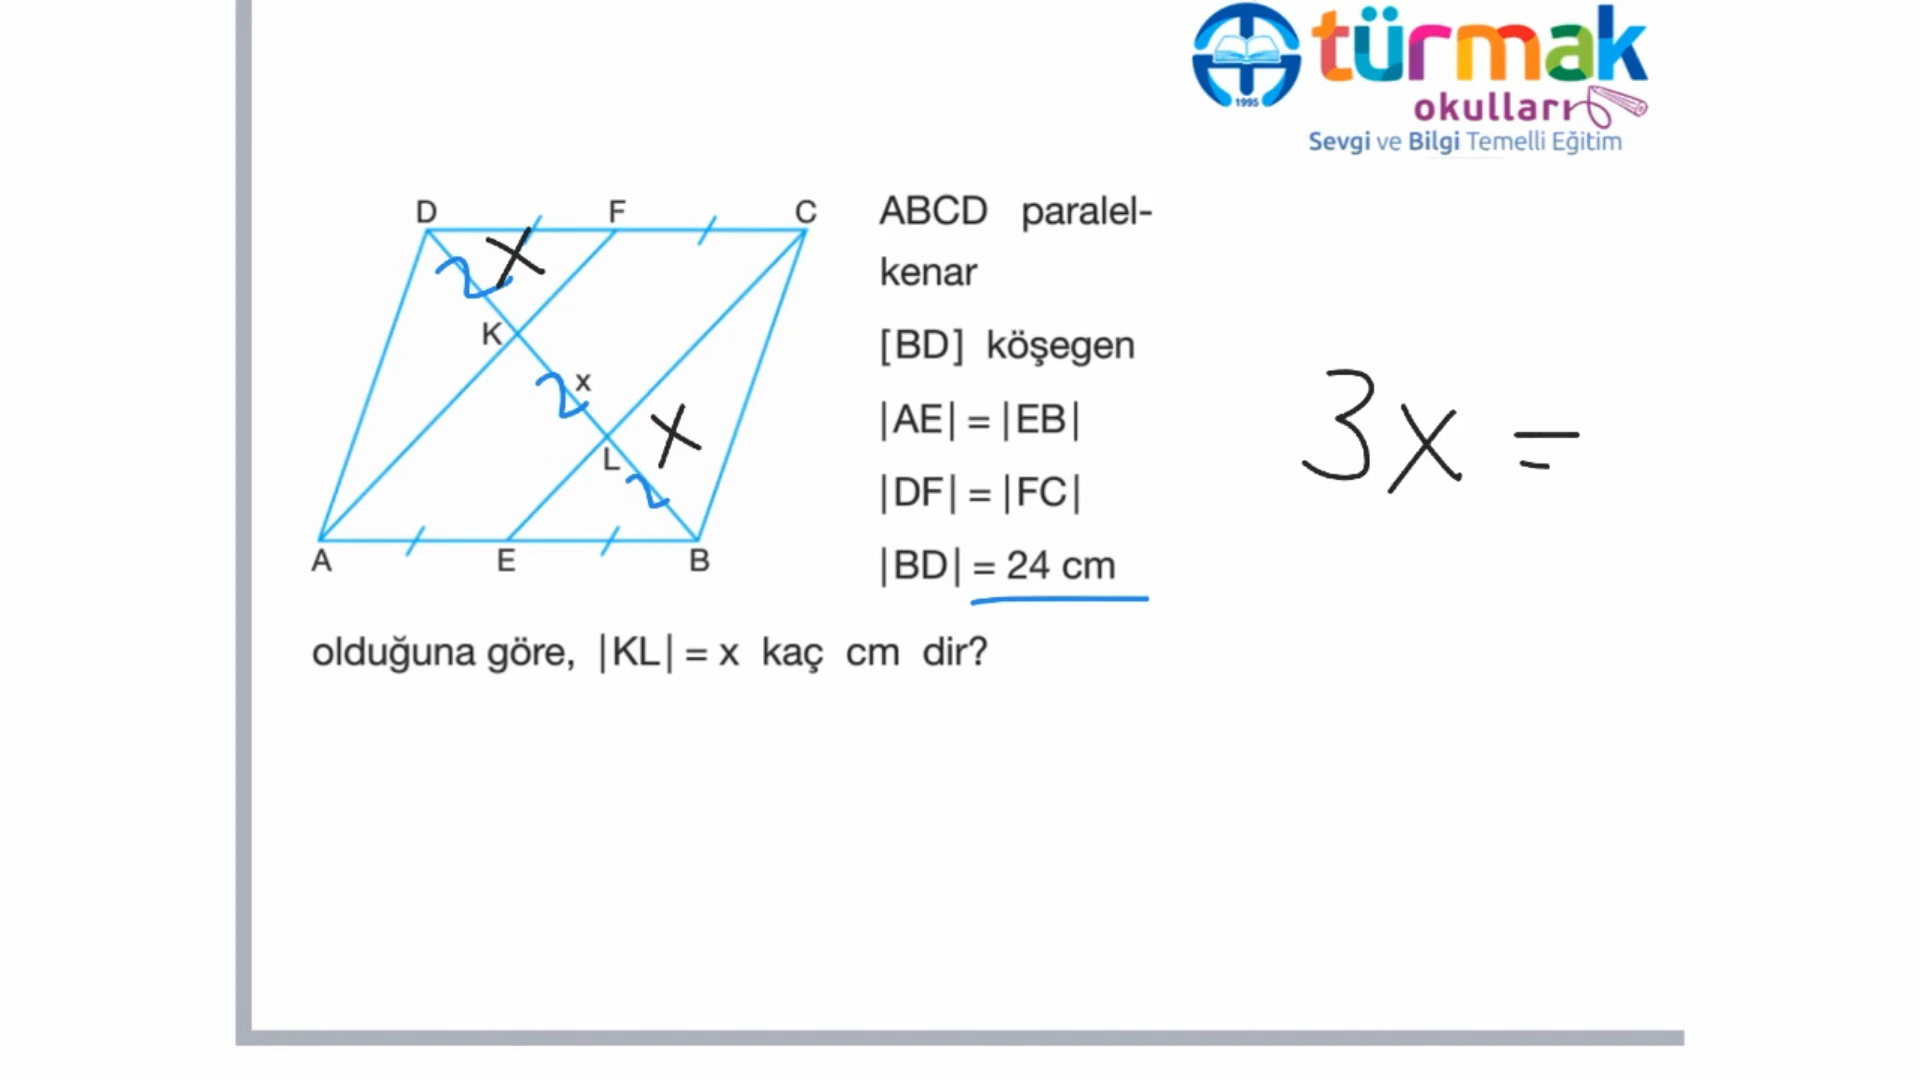 1995
türmak
okulları
Sevgi ve Bilgi Temelli Eğitim
D F C
K
x
L
A E B
x
x
ABCD paralel-
kenar
[BD] köşegen
|AE| = |EB|
|DF| = |FC|
|BD| = 24 cm
3x =
olduğuna göre, |KL| = x kaç cm dir?